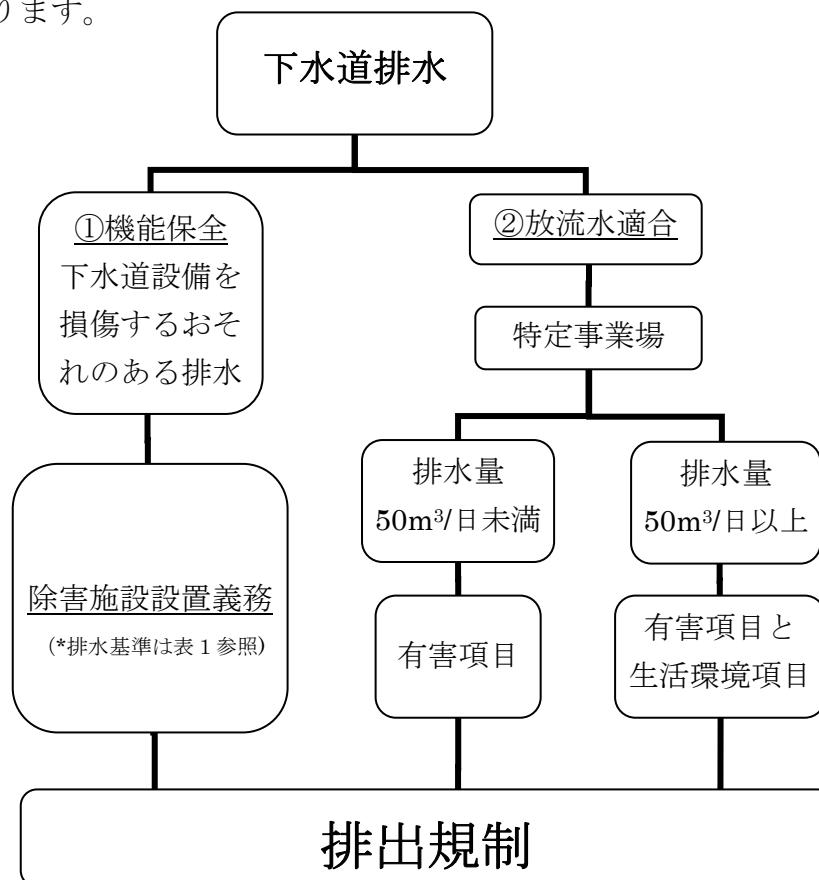 ります。
下水道排水
①機能保全
下水道設備を
損傷するおそ
れのある排水
②放流水適合
特定事業場
排水量
50m³/日未満
排水量
50m³/日以上
除害施設設置義務
(*排水基準は表１参照)
有害項目
有害項目と
生活環境項目
排出規制